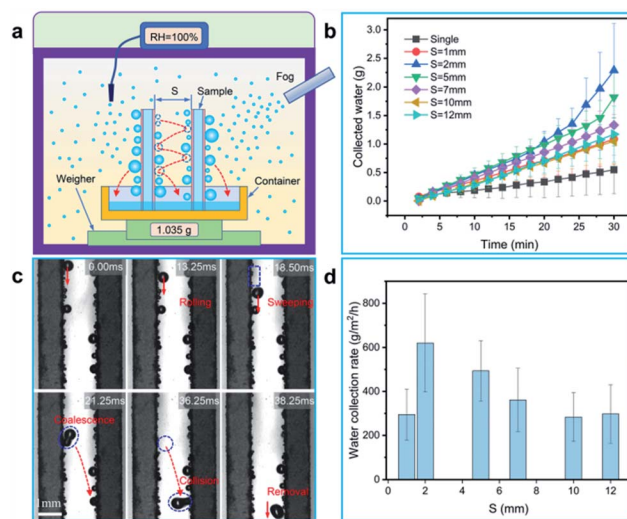 a
RH=100%
S
Sample
Fog
Weigher
Container
1.035 g
b
Collected water (g)
3.0
2.5
2.0
1.5
1.0
0.5
0.0
Single
S=1mm
S=2mm
S=5mm
S=7mm
S=10mm
S=12mm
0 5 10 15 20 25 30
Time (min)
c
0.00ms
13.25ms
18.50ms
Rolling
Sweeping
21.25ms
36.25ms
38.25ms
Coalescence
Collision
Removal
1mm
d
Water collection rate (g/m²/h)
800
600
400
200
0
0 2 4 6 8 10 12
S (mm)